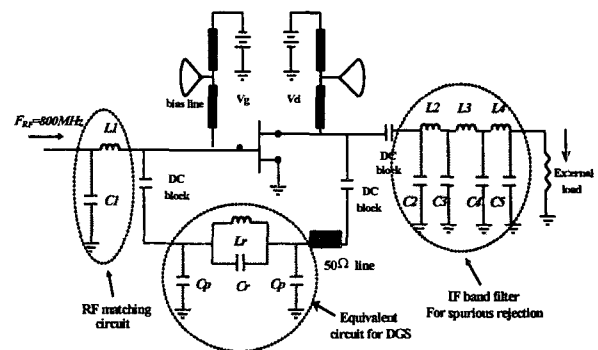 F_RF=800MHz
L1
C1
bias line
Vg
Vd
DC
block
DC
block
DC
block
L2
L3
L4
C2
C3
C4
C5
External
load
Lr
Cr
Cp
Cp
50Ω line
RF matching
circuit
Equivalent
circuit for DGS
IF band filter
For spurious rejection